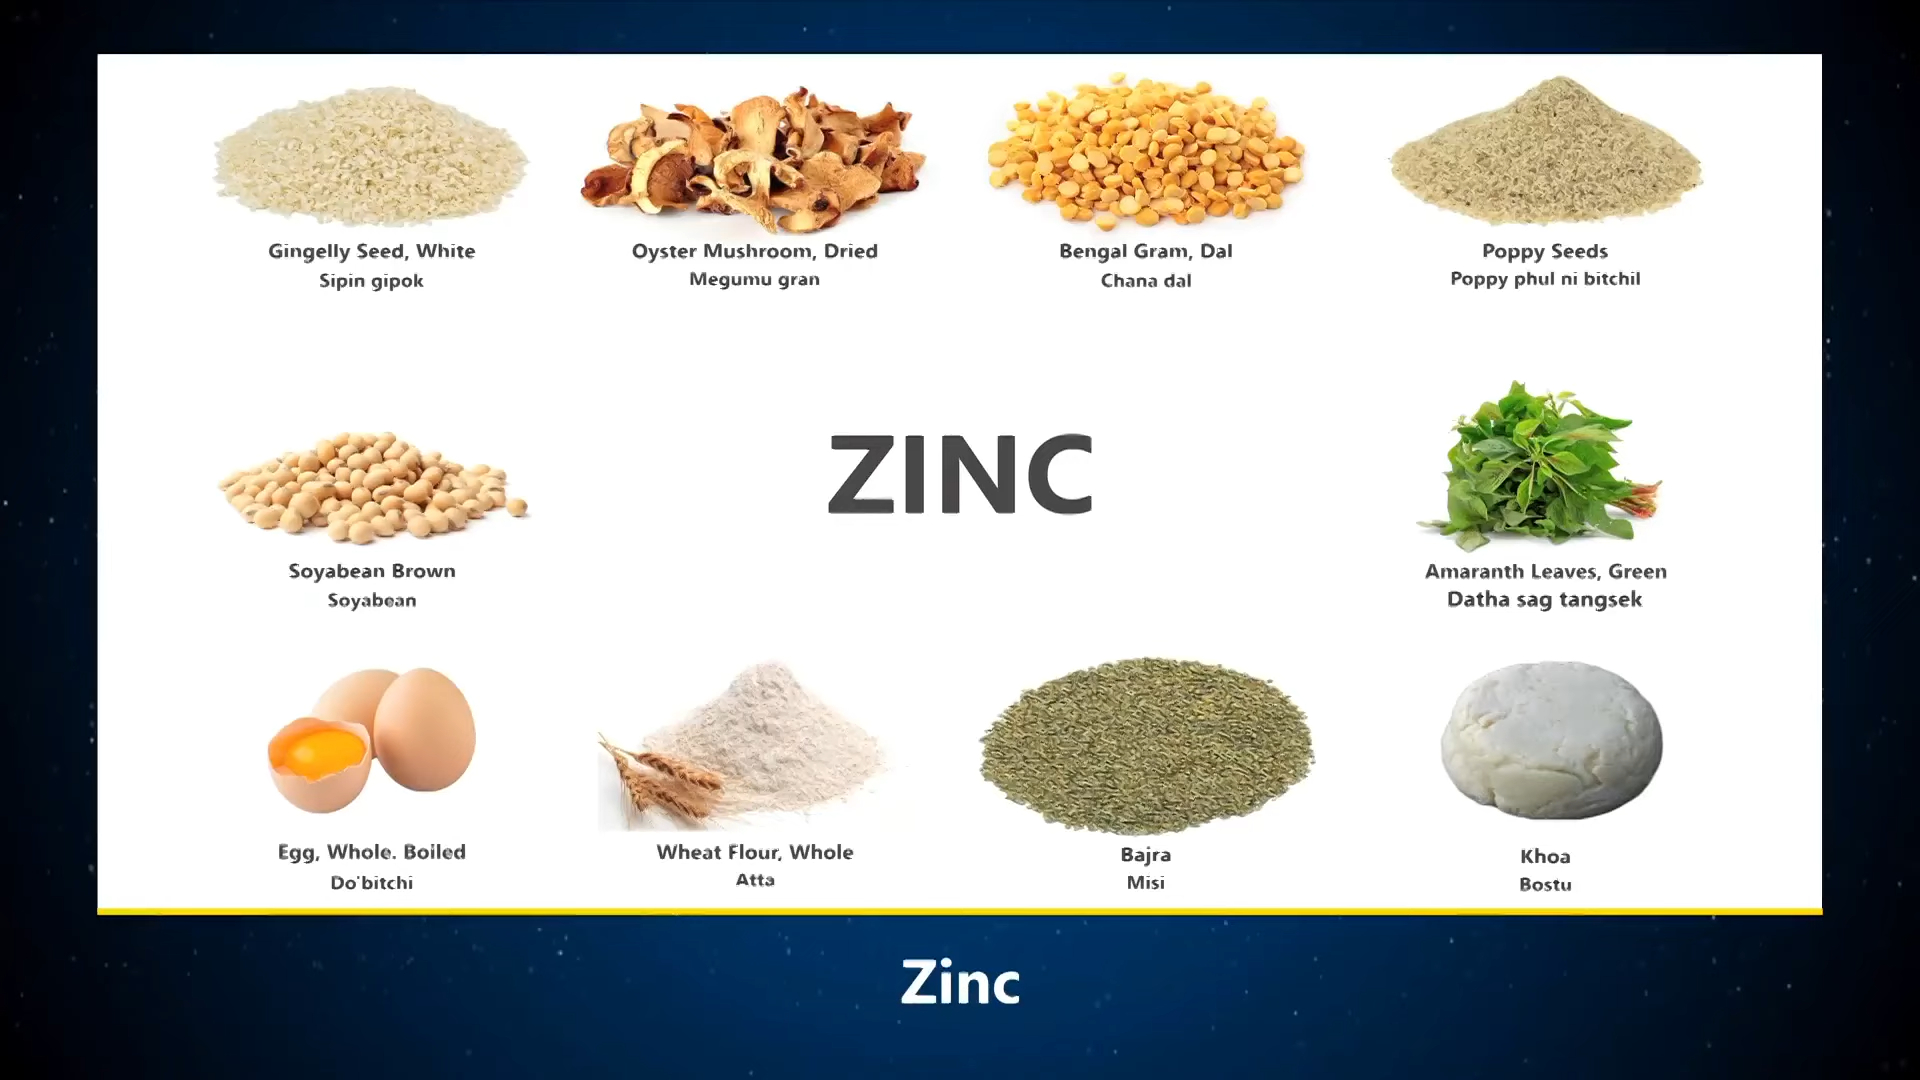 Gingelly Seed, White
Sipin gipok
Oyster Mushroom, Dried
Megumu gran
Bengal Gram, Dal
Chana dal
Poppy Seeds
Poppy phul ni bitchil
ZINC
Soyabean Brown
Soyabean
Amaranth Leaves, Green
Datha sag tangsek
Egg, Whole. Boiled
Do'bitchi
Wheat Flour, Whole
Atta
Bajra
Misi
Khoa
Bostu
Zinc